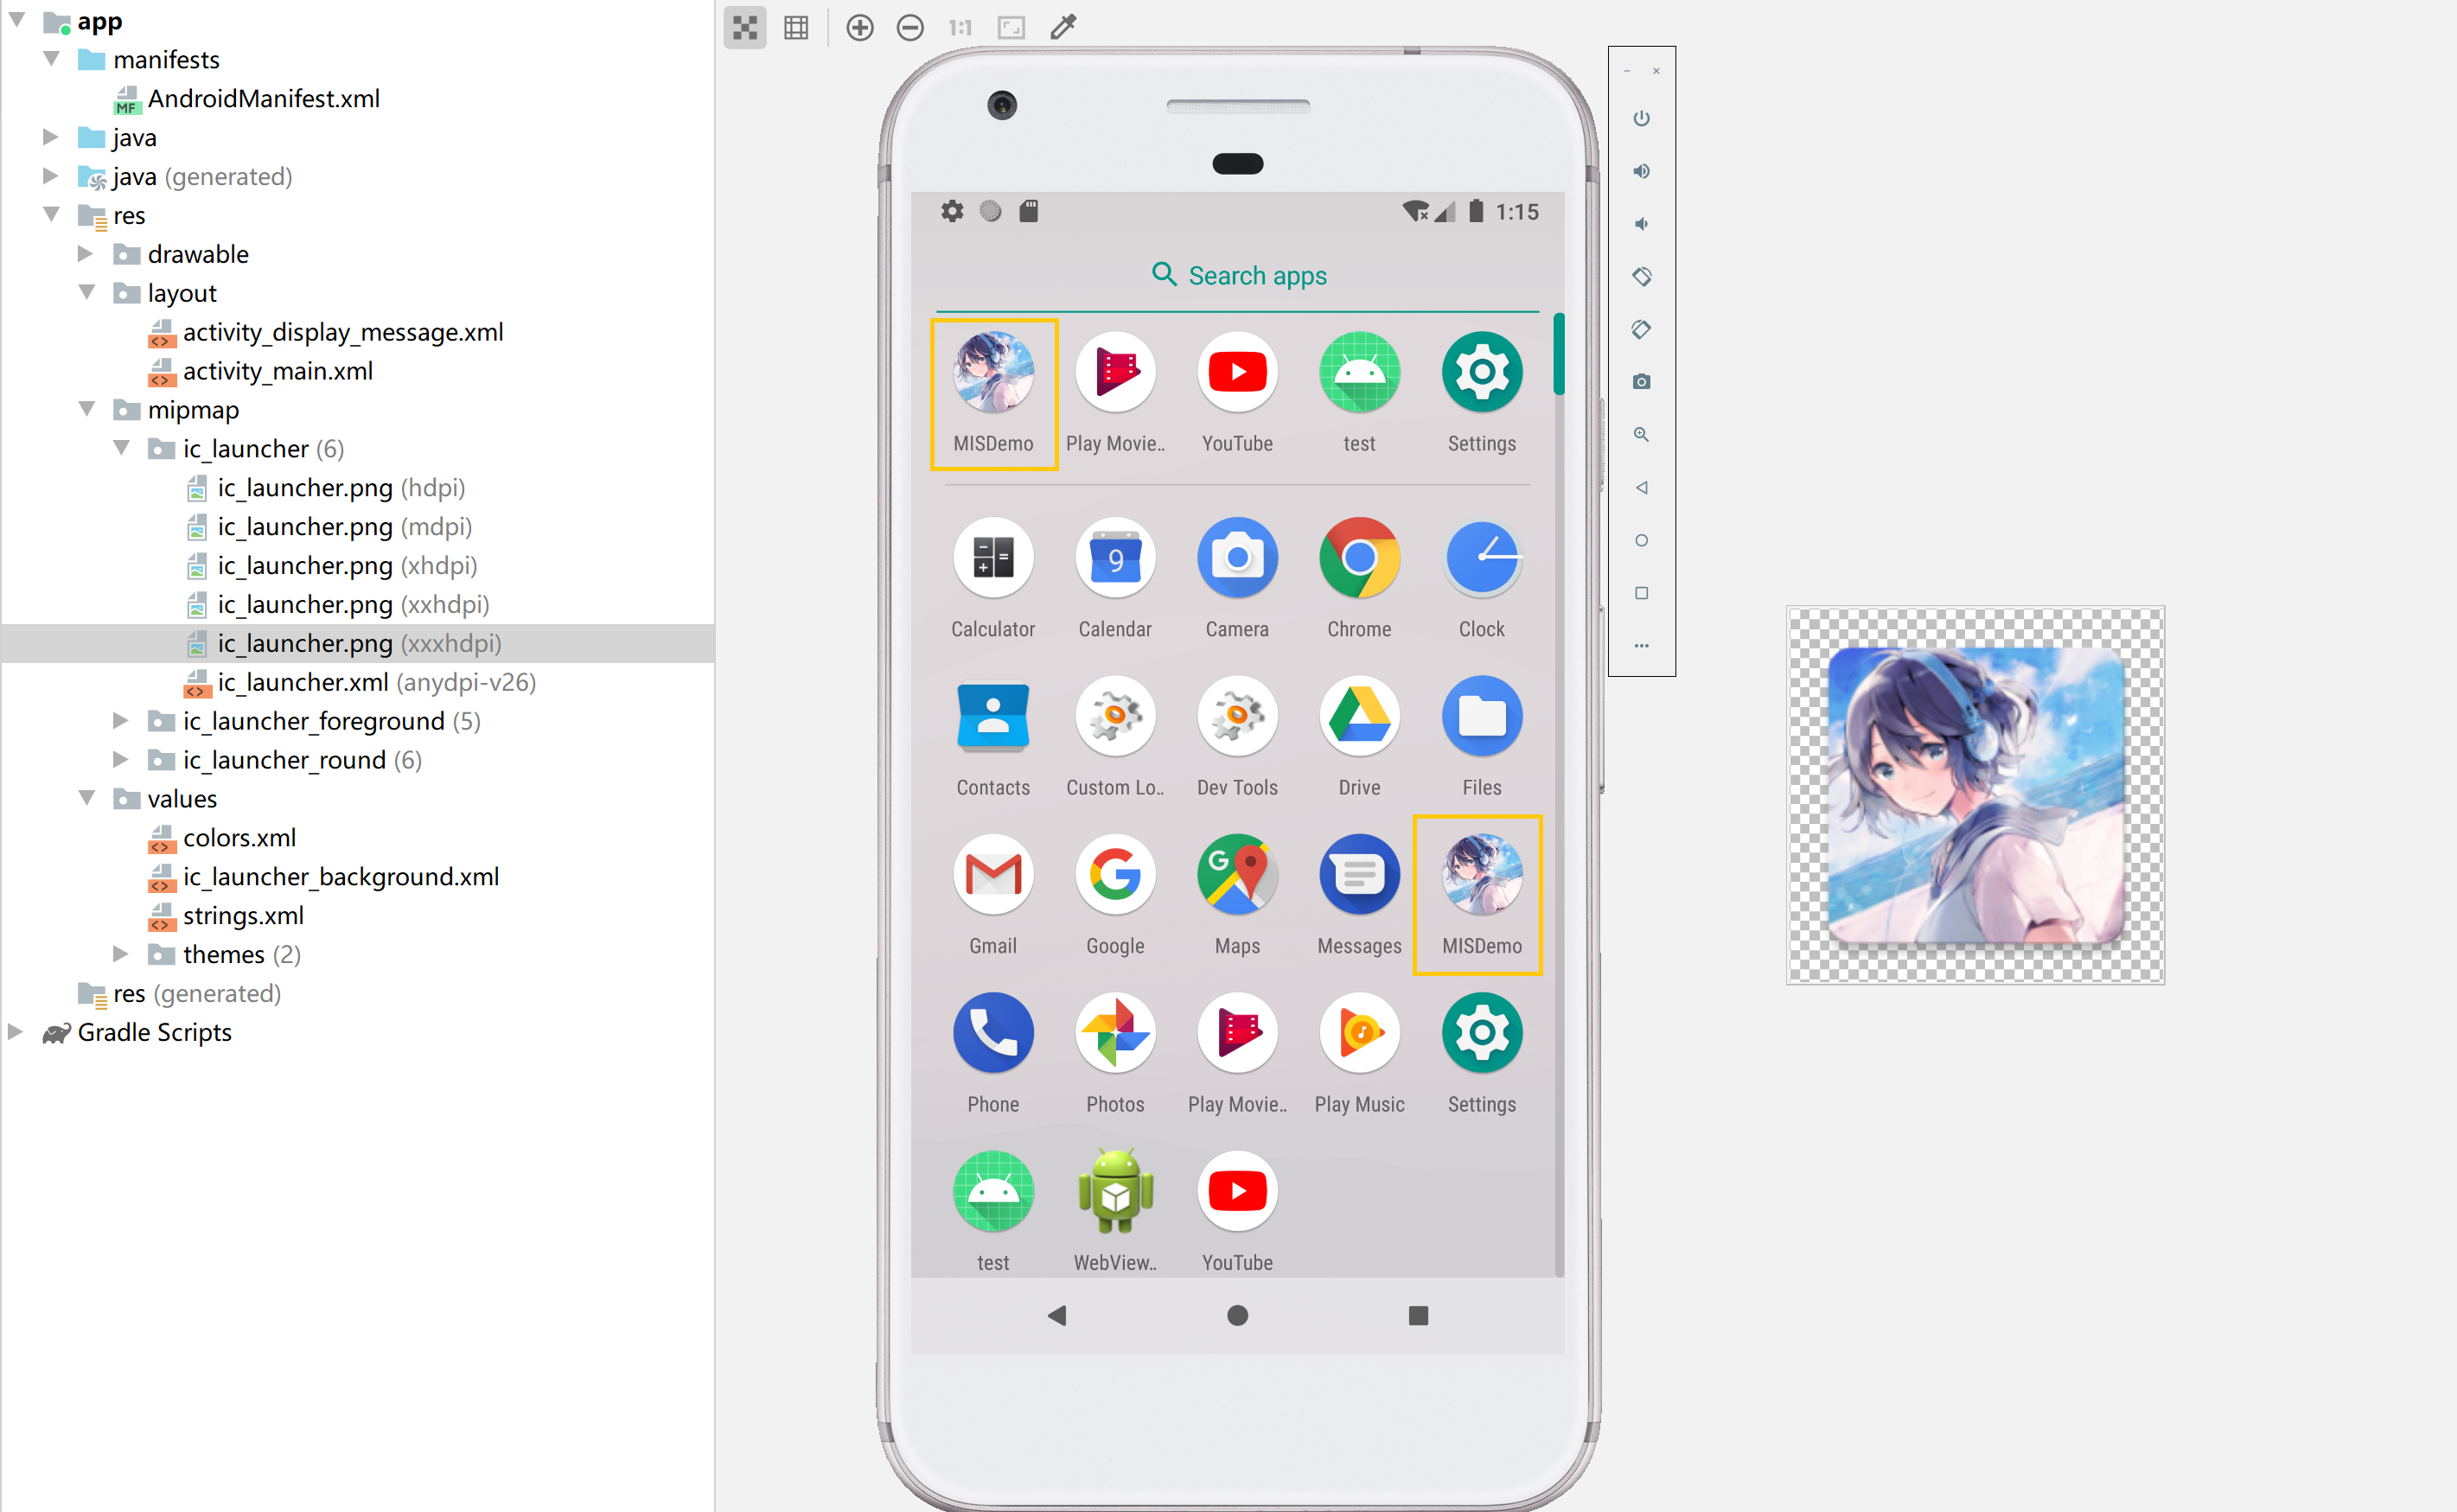 app
manifests
MF AndroidManifest.xml
java
java (generated)
res
drawable
layout
activity_display_message.xml
activity_main.xml
mipmap
ic_launcher (6)
ic_launcher.png (hdpi)
ic_launcher.png (mdpi)
ic_launcher.png (xhdpi)
ic_launcher.png (xxhdpi)
ic_launcher.png (xxxhdpi)
ic_launcher.xml (anydpi-v26)
ic_launcher_foreground (5)
ic_launcher_round (6)
values
colors.xml
ic_launcher_background.xml
strings.xml
themes (2)
res (generated)
Gradle Scripts
1:1
1:15
Search apps
MISDemo Play Movie.. YouTube test Settings
9
Calculator Calendar Camera Chrome Clock
Contacts Custom Lo.. Dev Tools Drive Files
G G
Gmail Google Maps Messages MISDemo
Phone Photos Play Movie.. Play Music Settings
test WebView.. YouTube